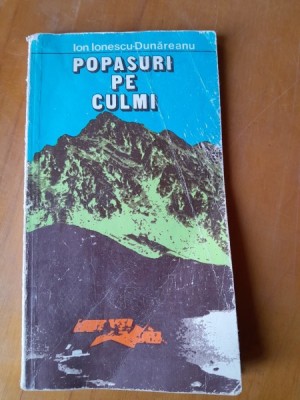 Ion Ionescu-Dunăreanu
POPASURI
PE
CULMI